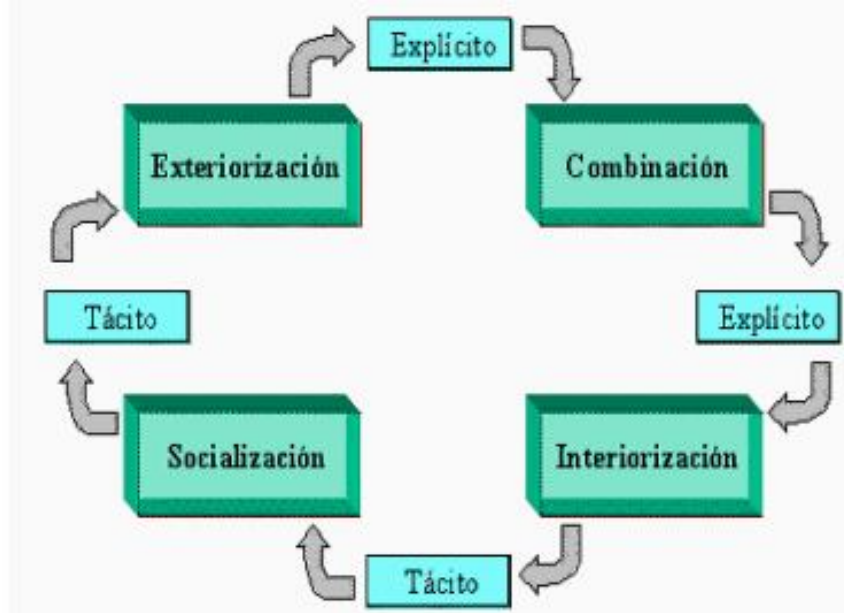 Explícito
Exteriorización
Combinación
Tácito
Explícito
Socialización
Interiorización
Tácito